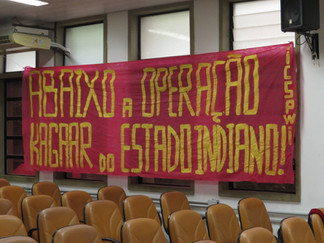 ABAIXO A OPERAÇÃO
KAGAAR DO ESTADO INDIANO!
ICSPWI